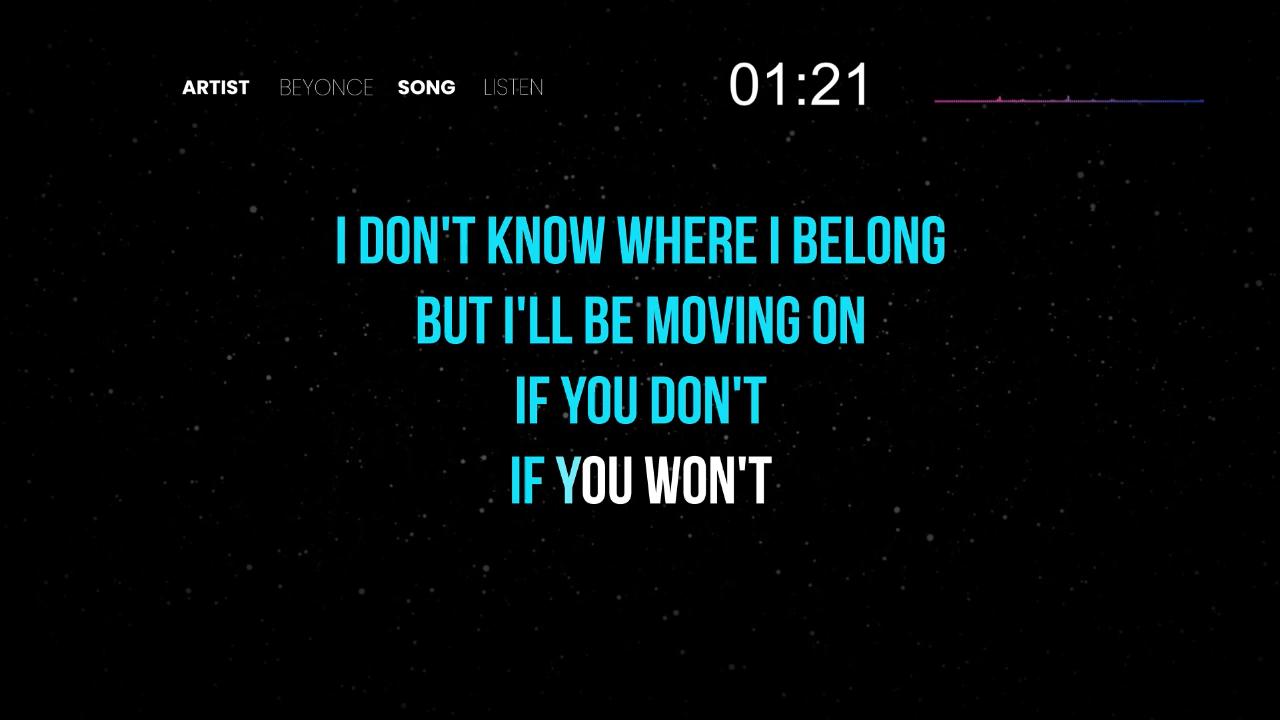 ARTIST BEYONCE SONG LISTEN 01:21
I DON'T KNOW WHERE I BELONG
BUT I'LL BE MOVING ON
IF YOU DON'T
IF YOU WON'T